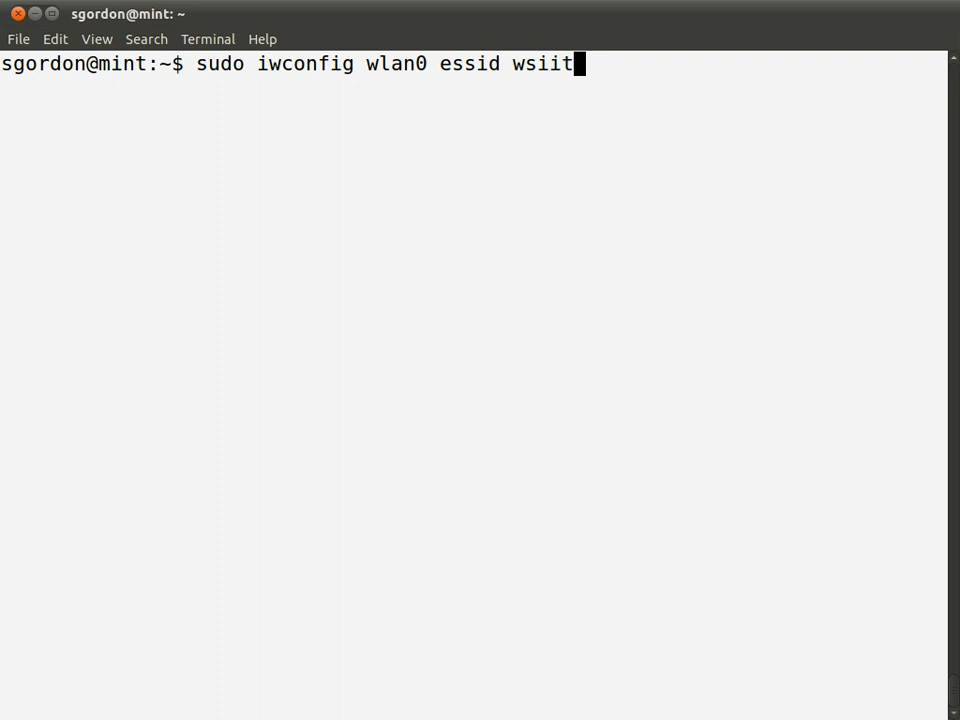 sgordon@mint: ~
File Edit View Search Terminal Help
sgordon@mint:~$ sudo iwconfig wlan0 essid wsiit